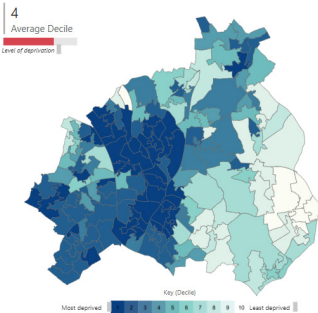 4
Average Decile
Level of deprivation
Key (Decile)
Most deprived 1 2 3 4 5 6 7 8 9 10 Least deprived